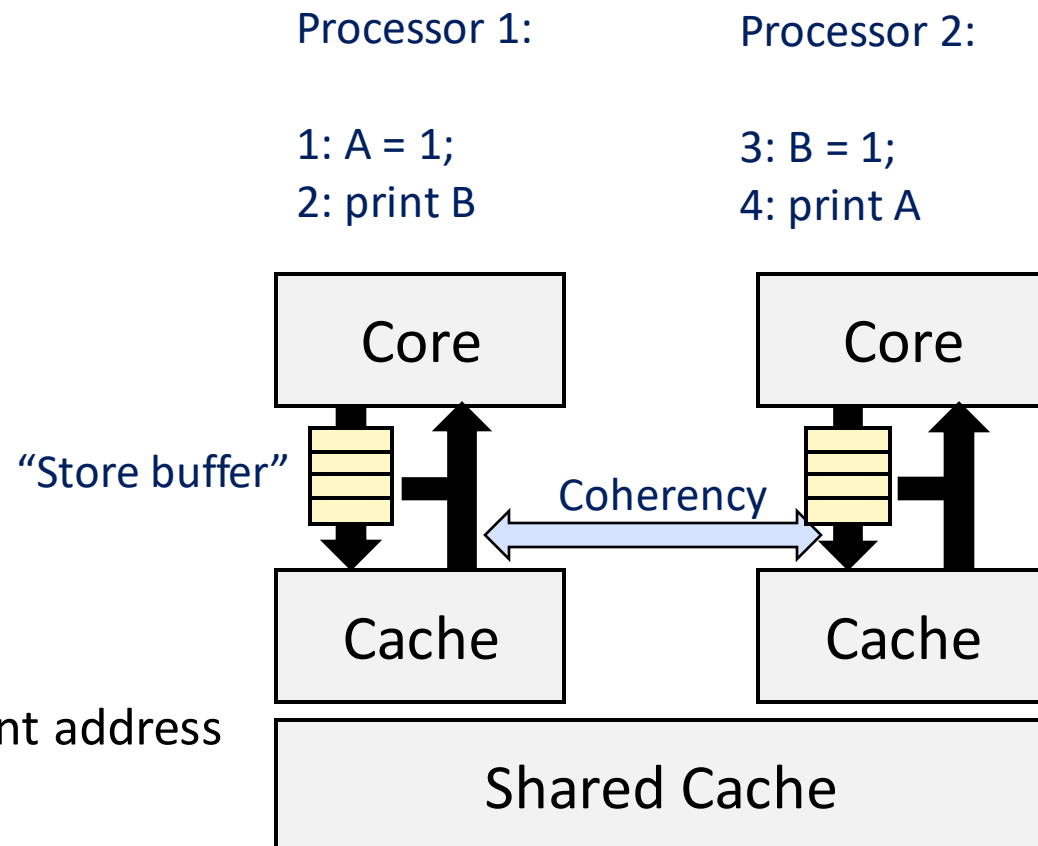 Processor 1:
Processor 2:
1: A = 1;
2: print B
3: B = 1;
4: print A
Core
Core
“Store buffer”
Coherency
Cache
Cache
nt address
Shared Cache